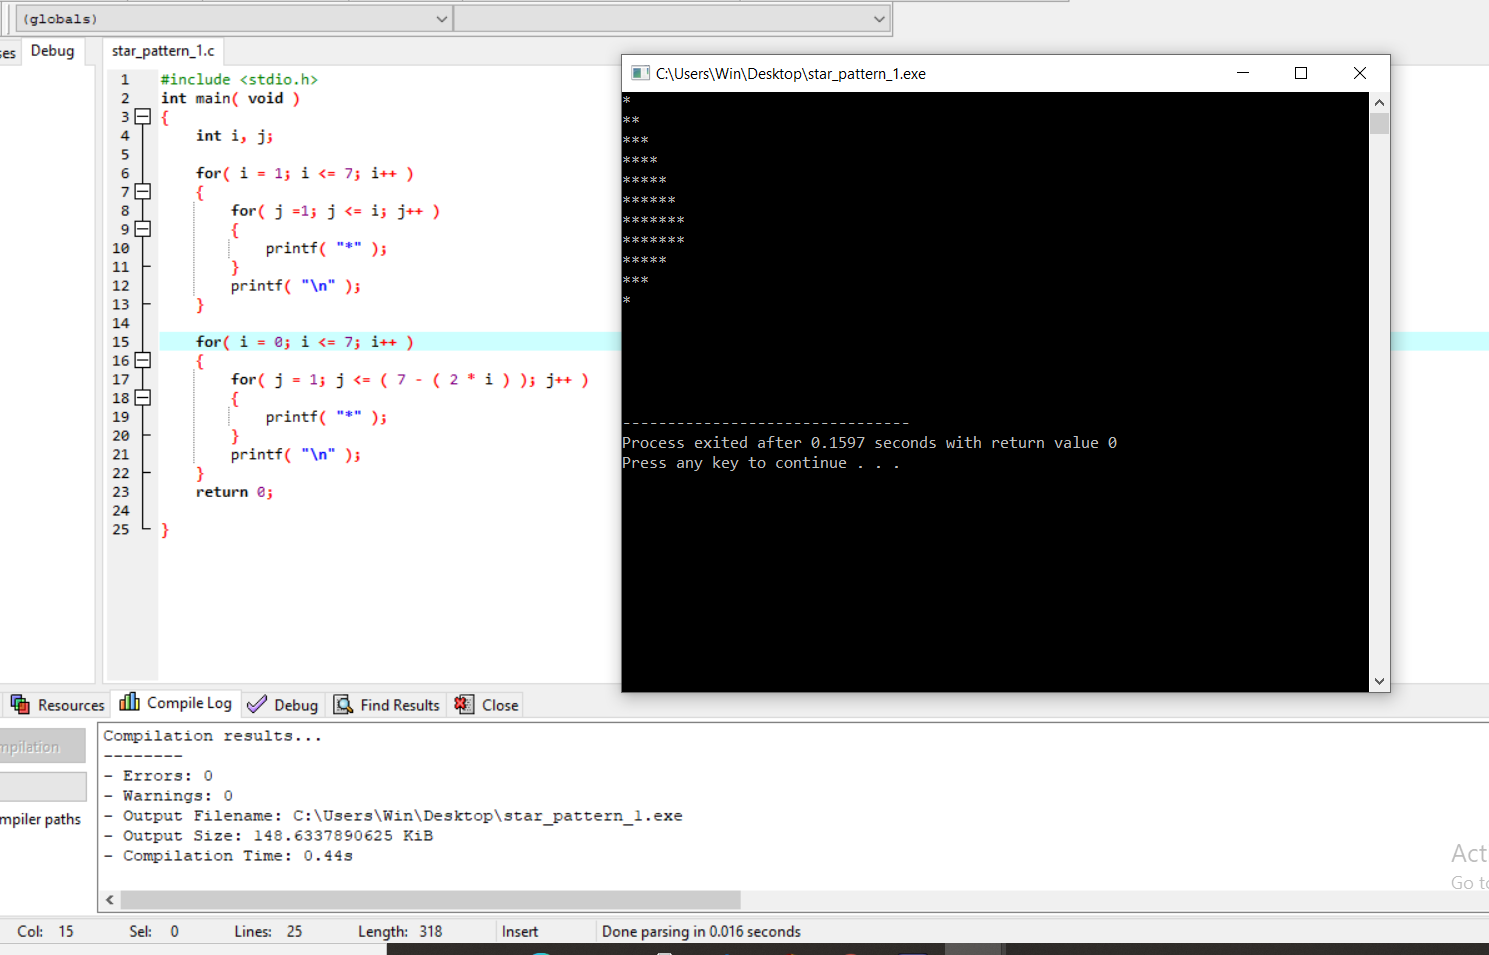 (globals)
ses Debug star_pattern_1.c
1 #include <stdio.h>
2 int main( void )
3 {
4 int i, j;
5
6 for( i = 1; i <= 7; i++ )
7 {
8 for( j =1; j <= i; j++ )
9 {
10 printf( "*" );
11 }
12 printf( "\n" );
13 }
14
15 for( i = 0; i <= 7; i++ )
16 {
17 for( j = 1; j <= ( 7 - ( 2 * i ) ); j++ )
18 {
19 printf( "*" );
20 }
21 printf( "\n" );
22 }
23 return 0;
24
25 }
C:\Users\Win\Desktop\star_pattern_1.exe
*
**
***
****
*****
******
*******
*******
*****
***
*
--------------------------------
Process exited after 0.1597 seconds with return value 0
Press any key to continue . . .
Resources Compile Log Debug Find Results Close
mpilation
mpiler paths
Compilation results...
--------
- Errors: 0
- Warnings: 0
- Output Filename: C:\Users\Win\Desktop\star_pattern_1.exe
- Output Size: 148.6337890625 KiB
- Compilation Time: 0.44s
Act
Go to
Col: 15 Sel: 0 Lines: 25 Length: 318 Insert Done parsing in 0.016 seconds